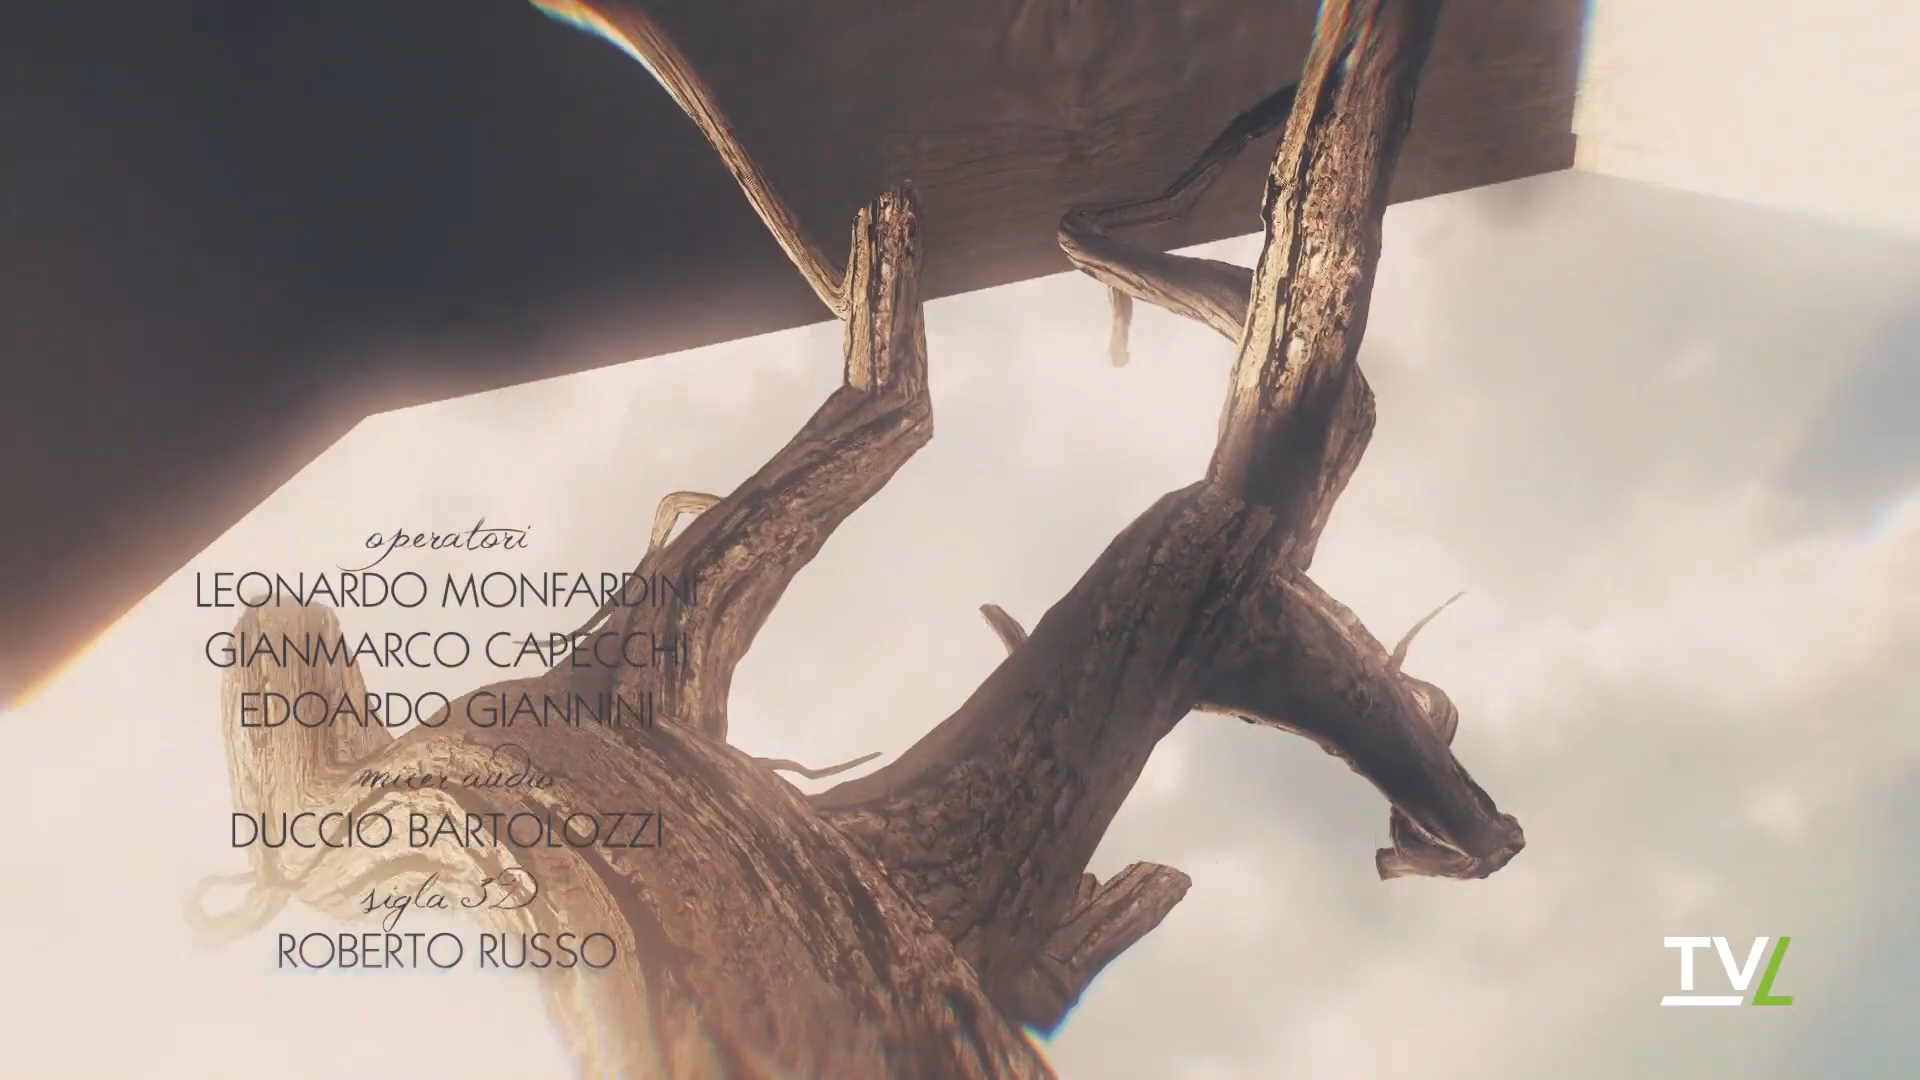 operatori
LEONARDO MONFARDINI
GIANMARCO CAPECCHI
EDOARDO GIANNINI
mixer audio
DUCCIO BARTOLOZZI
sigla 3D
ROBERTO RUSSO
TVL